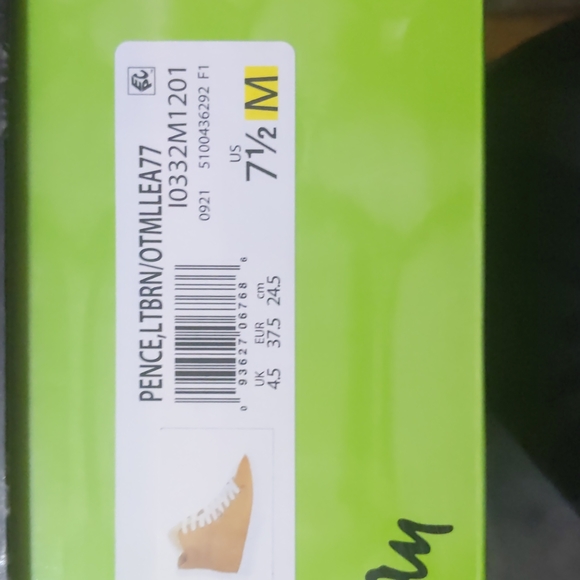 PENCE,LTBRN/OTMLLEA77
I0332M1201
0921 5100436292 F1
US
7½ M
0 93627 06768 6
UK EUR cm
4.5 37.5 24.5